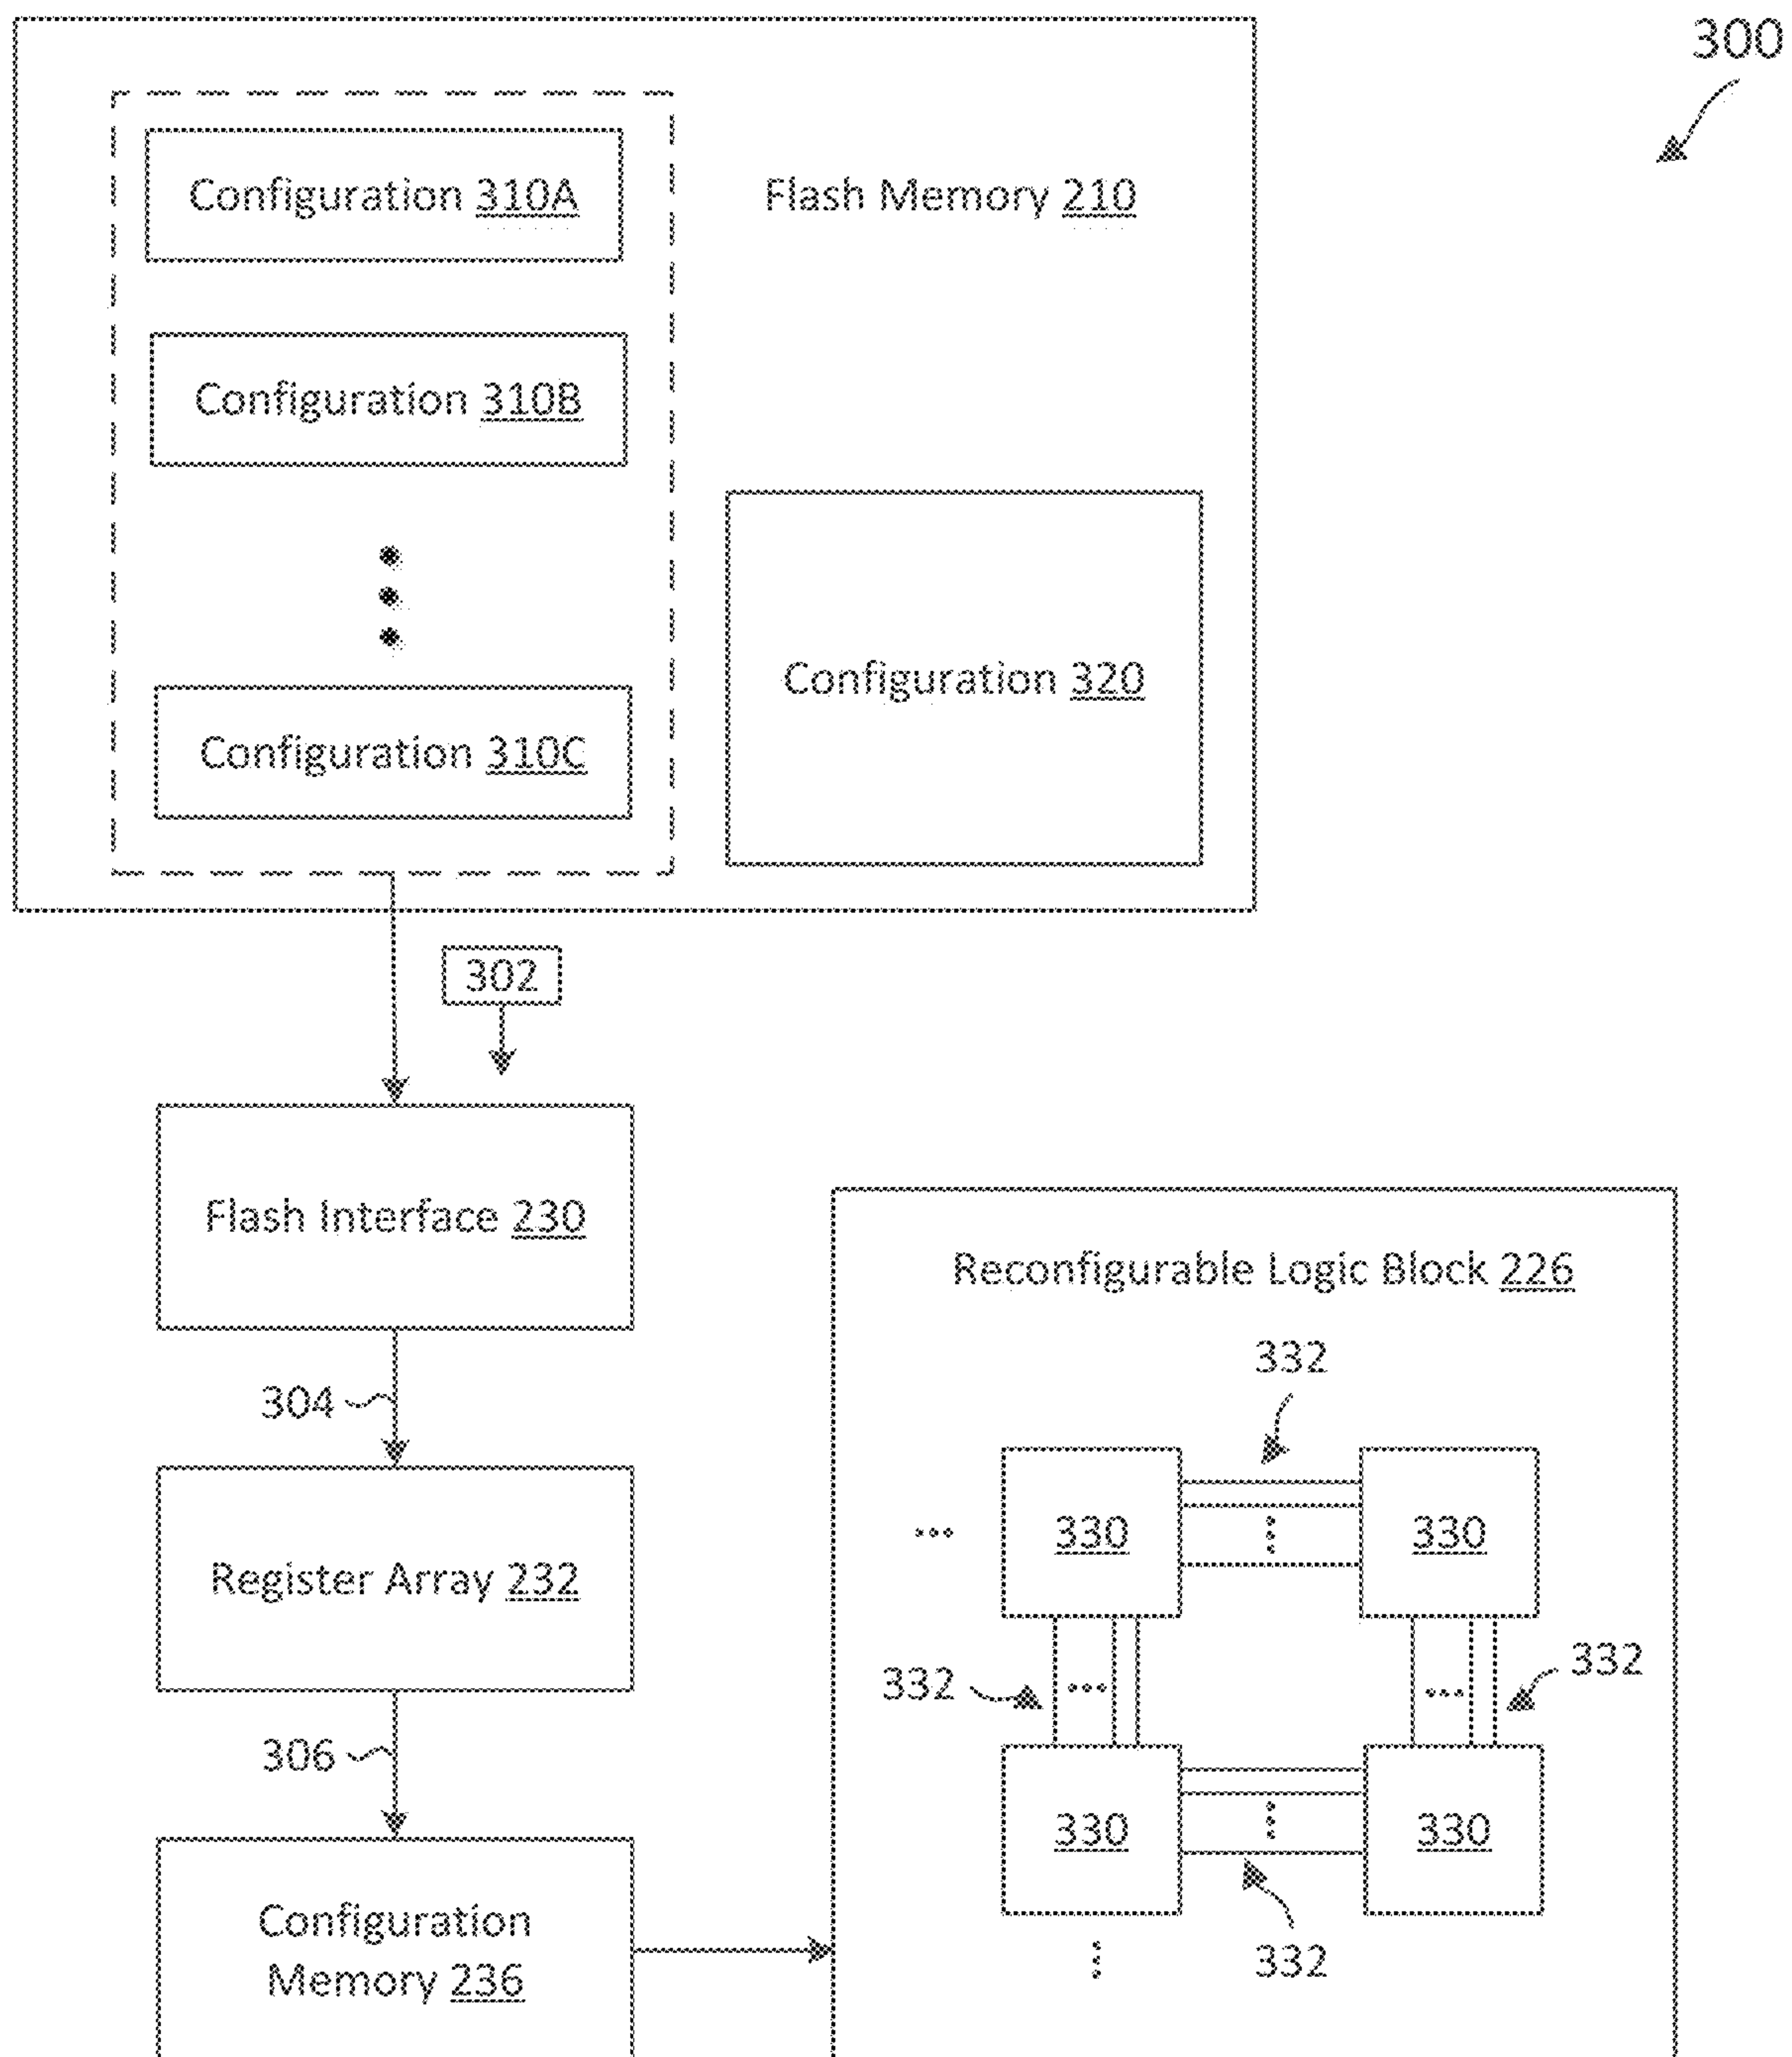 300
Configuration 310A
Flash Memory 210
Configuration 310B
Configuration 320
Configuration 310C
302
Flash Interface 230
Reconfigurable Logic Block 226
332
304
330
330
Register Array 232
332
332
306
330
330
Configuration
Memory 236
332